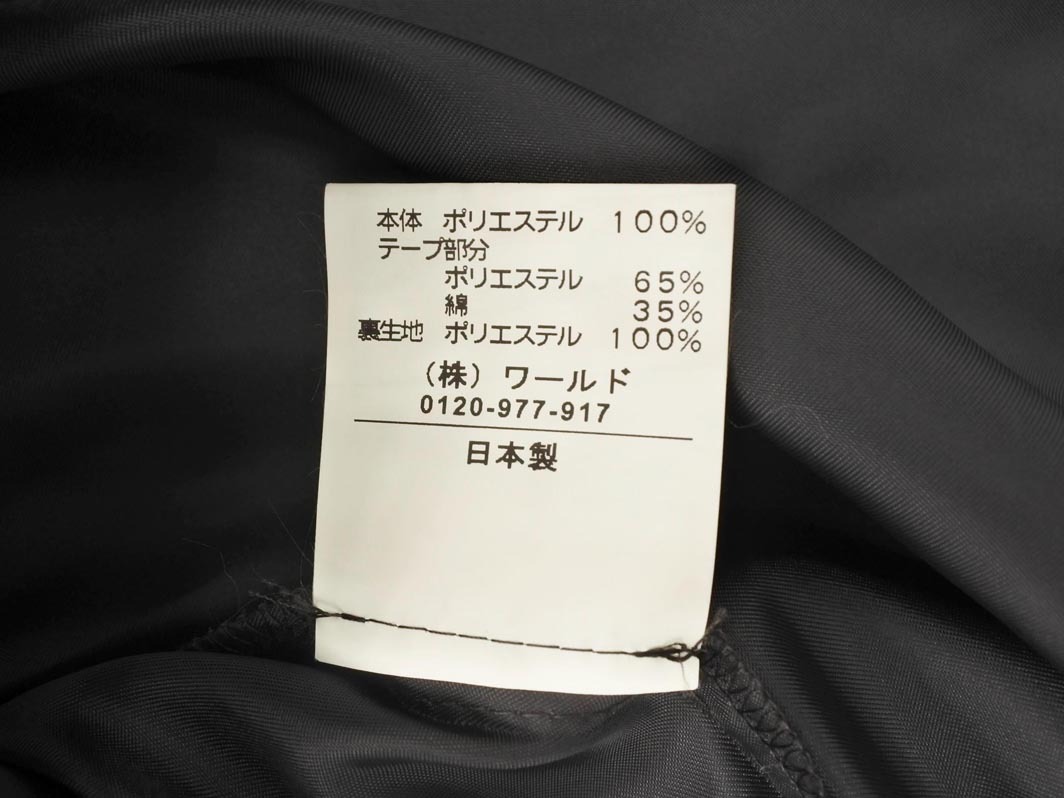 本体 ポリエステル 100%
テープ部分
ポリエステル 65%
綿 35%
裏生地 ポリエステル 100%
(株) ワールド
0120-977-917
日本製